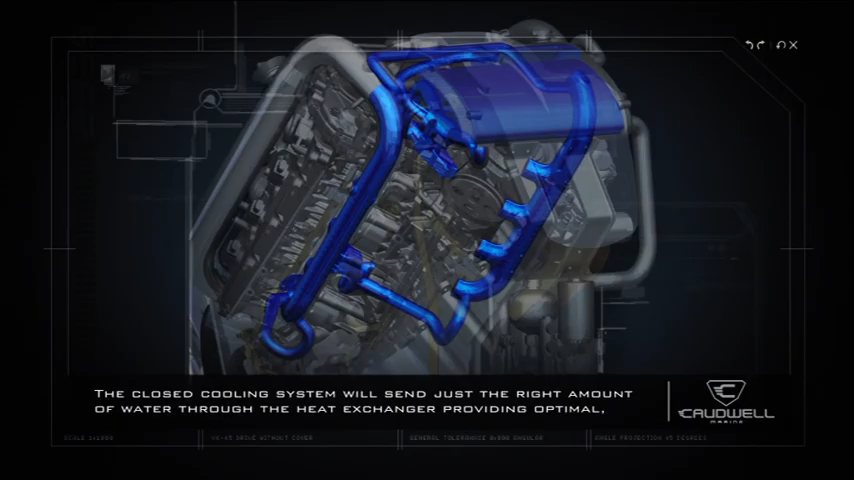 THE CLOSED COOLING SYSTEM WILL SEND JUST THE RIGHT AMOUNT
OF WATER THROUGH THE HEAT EXCHANGER PROVIDING OPTIMAL,
CAUDWELL
MARINE